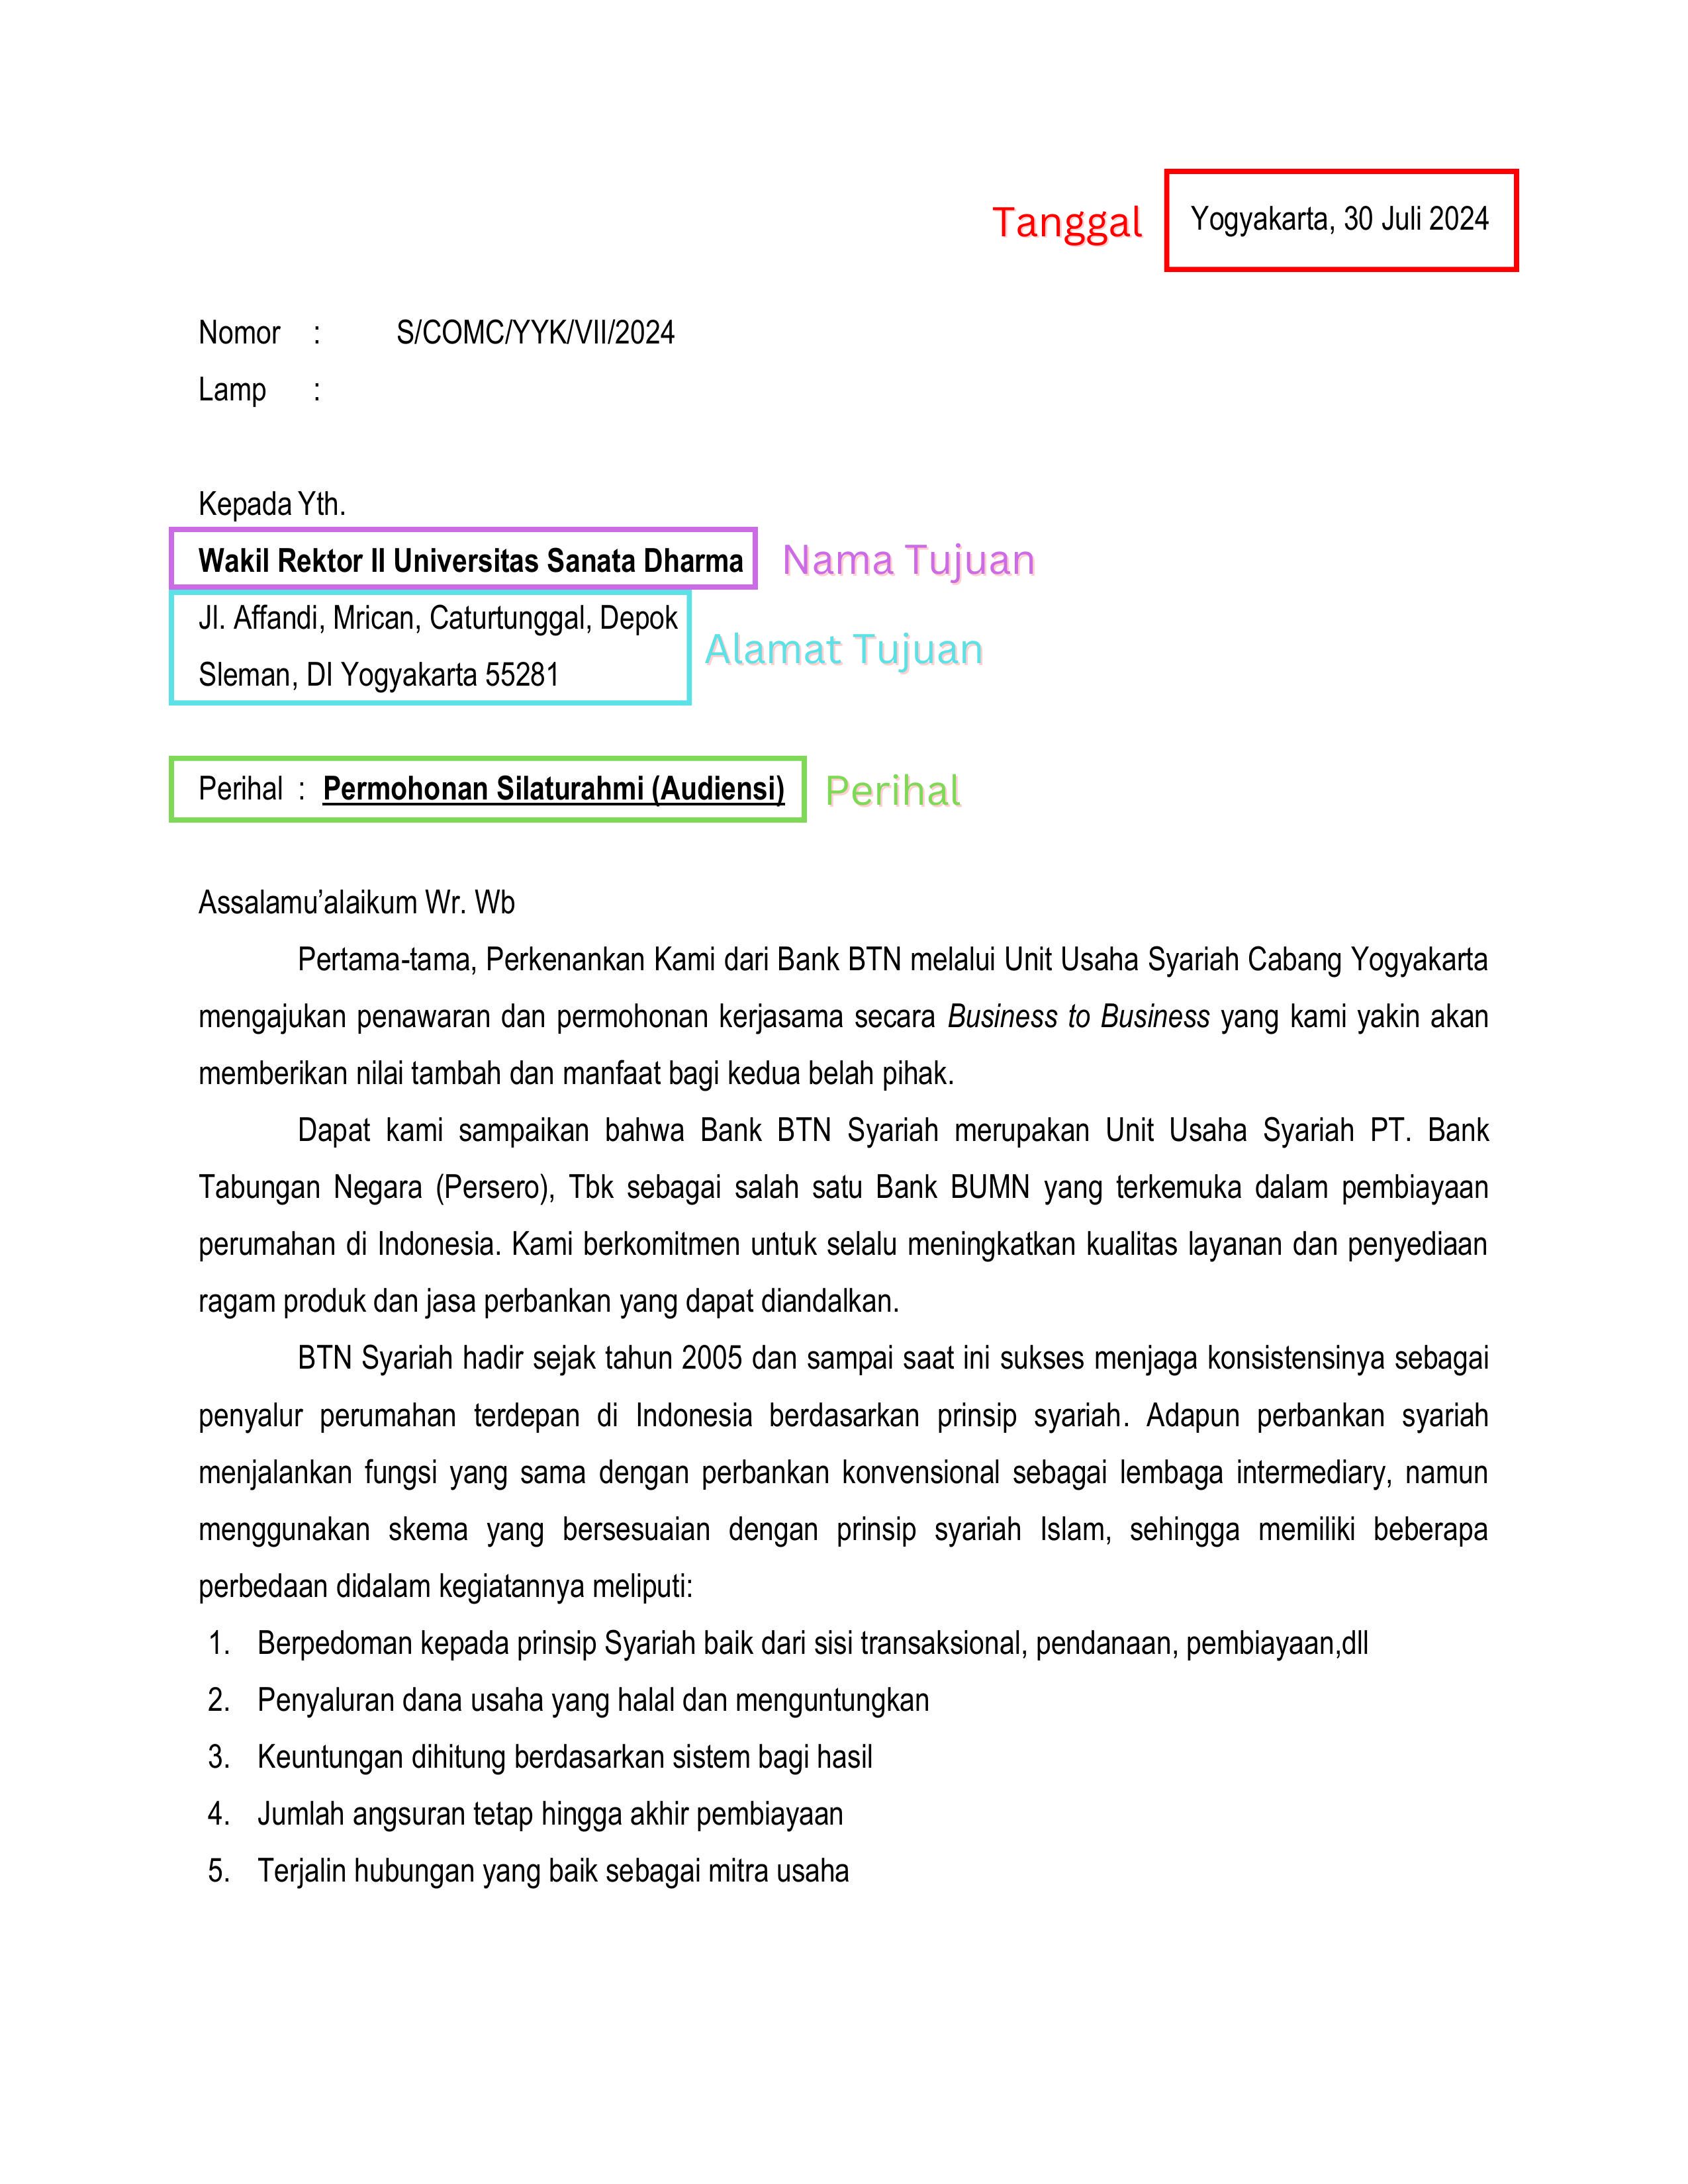 Tanggal Yogyakarta, 30 Juli 2024
Nomor : S/COMC/YYK/VII/2024
Lamp :
Kepada Yth.
Wakil Rektor II Universitas Sanata Dharma Nama Tujuan
Jl. Affandi, Mrican, Caturtunggal, Depok
Alamat Tujuan
Sleman, DI Yogyakarta 55281
Perihal : Permohonan Silaturahmi (Audiensi) Perihal
Assalamu’alaikum Wr. Wb
Pertama-tama, Perkenankan Kami dari Bank BTN melalui Unit Usaha Syariah Cabang Yogyakarta
mengajukan penawaran dan permohonan kerjasama secara Business to Business yang kami yakin akan
memberikan nilai tambah dan manfaat bagi kedua belah pihak.
Dapat kami sampaikan bahwa Bank BTN Syariah merupakan Unit Usaha Syariah PT. Bank
Tabungan Negara (Persero), Tbk sebagai salah satu Bank BUMN yang terkemuka dalam pembiayaan
perumahan di Indonesia. Kami berkomitmen untuk selalu meningkatkan kualitas layanan dan penyediaan
ragam produk dan jasa perbankan yang dapat diandalkan.
BTN Syariah hadir sejak tahun 2005 dan sampai saat ini sukses menjaga konsistensinya sebagai
penyalur perumahan terdepan di Indonesia berdasarkan prinsip syariah. Adapun perbankan syariah
menjalankan fungsi yang sama dengan perbankan konvensional sebagai lembaga intermediary, namun
menggunakan skema yang bersesuaian dengan prinsip syariah Islam, sehingga memiliki beberapa
perbedaan didalam kegiatannya meliputi:
1. Berpedoman kepada prinsip Syariah baik dari sisi transaksional, pendanaan, pembiayaan,dll
2. Penyaluran dana usaha yang halal dan menguntungkan
3. Keuntungan dihitung berdasarkan sistem bagi hasil
4. Jumlah angsuran tetap hingga akhir pembiayaan
5. Terjalin hubungan yang baik sebagai mitra usaha